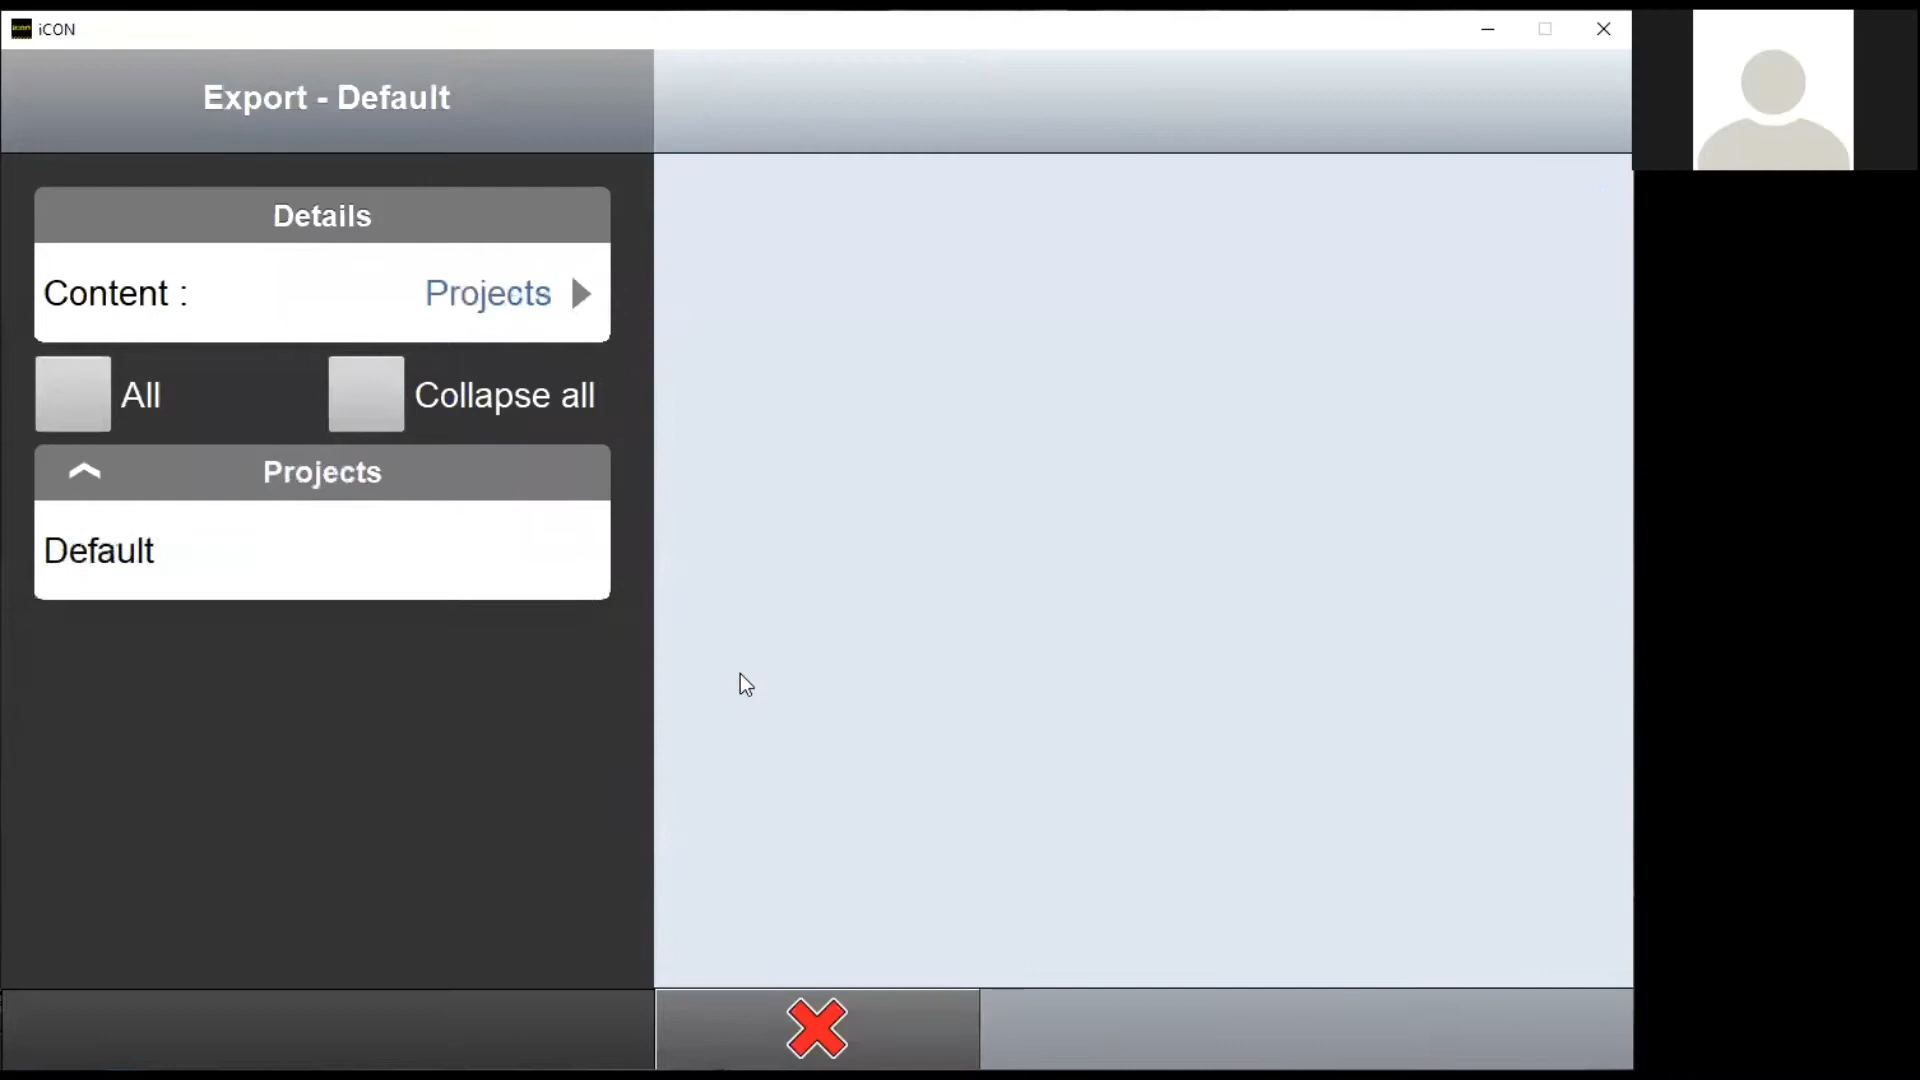 iCON
Export - Default
Details
Content : Projects
All Collapse all
Projects
Default